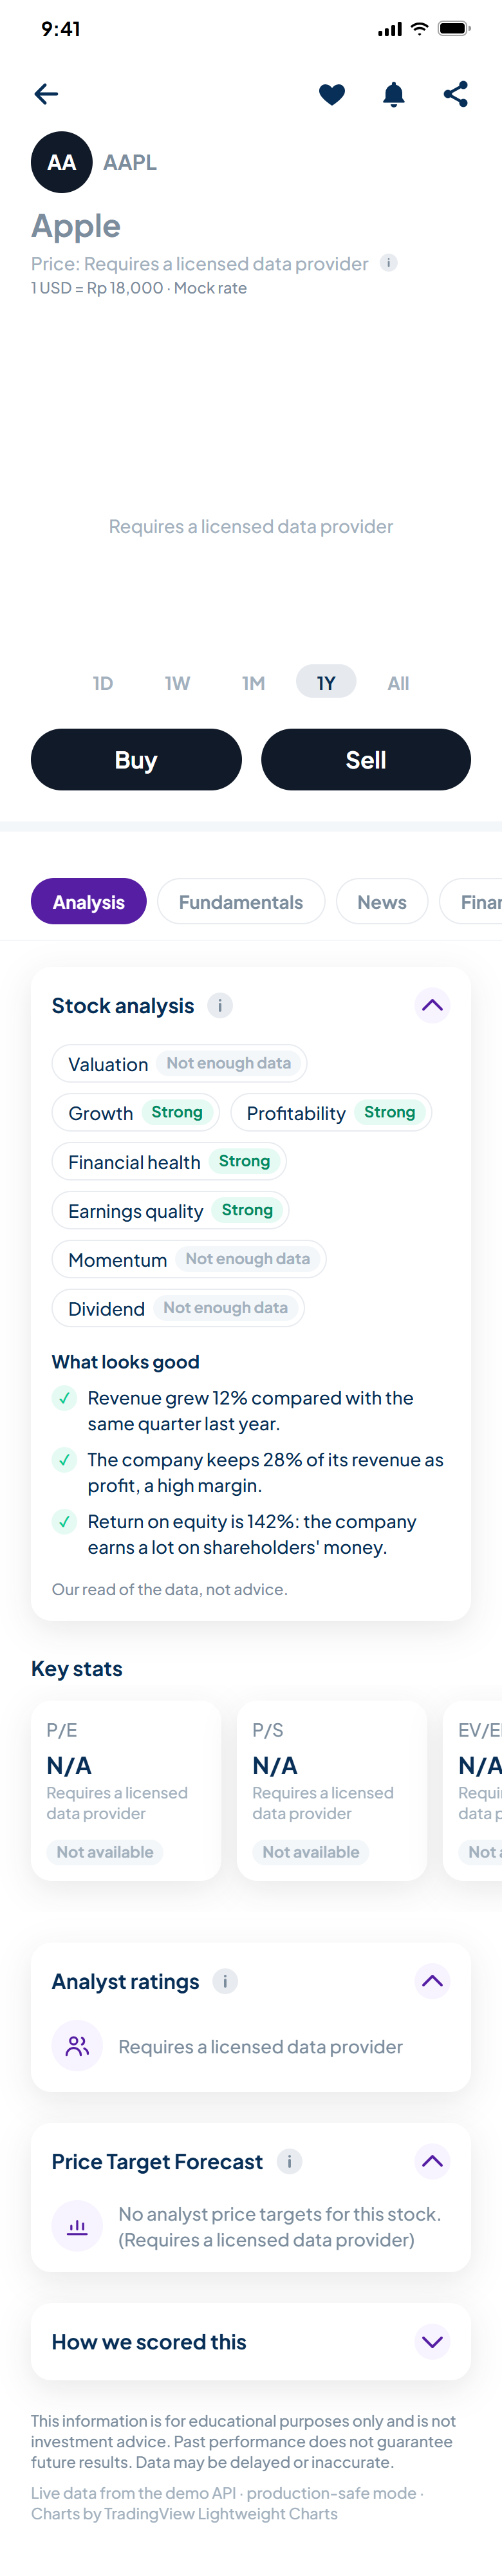 9:41
AA AAPL
Apple
Price: Requires a licensed data provider i
1 USD = Rp 18,000 · Mock rate
Requires a licensed data provider
1D 1W 1M 1Y All
Buy Sell
Analysis Fundamentals News Finan
Stock analysis i
Valuation Not enough data
Growth Strong Profitability Strong
Financial health Strong
Earnings quality Strong
Momentum Not enough data
Dividend Not enough data
What looks good
Revenue grew 12% compared with the
same quarter last year.
The company keeps 28% of its revenue as
profit, a high margin.
Return on equity is 142%: the company
earns a lot on shareholders' money.
Our read of the data, not advice.
Key stats
P/E P/S EV/E
N/A N/A N/A
Requires a licensed Requires a licensed Requi
data provider data provider data p
Not available Not available Not a
Analyst ratings i
Requires a licensed data provider
Price Target Forecast i
No analyst price targets for this stock.
(Requires a licensed data provider)
How we scored this
This information is for educational purposes only and is not
investment advice. Past performance does not guarantee
future results. Data may be delayed or inaccurate.
Live data from the demo API · production-safe mode ·
Charts by TradingView Lightweight Charts